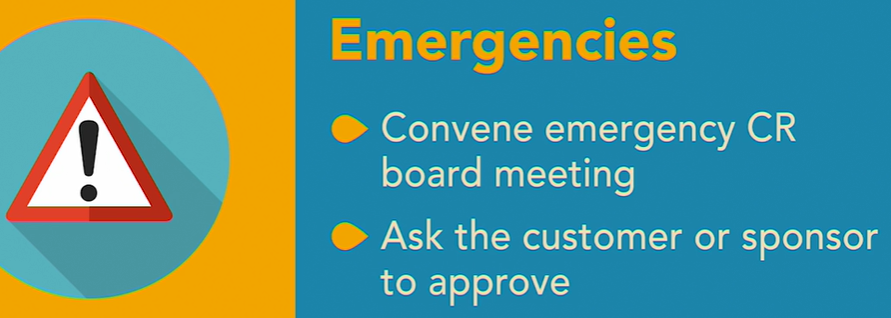 Emergencies
Convene emergency CR
board meeting
Ask the customer or sponsor
to approve